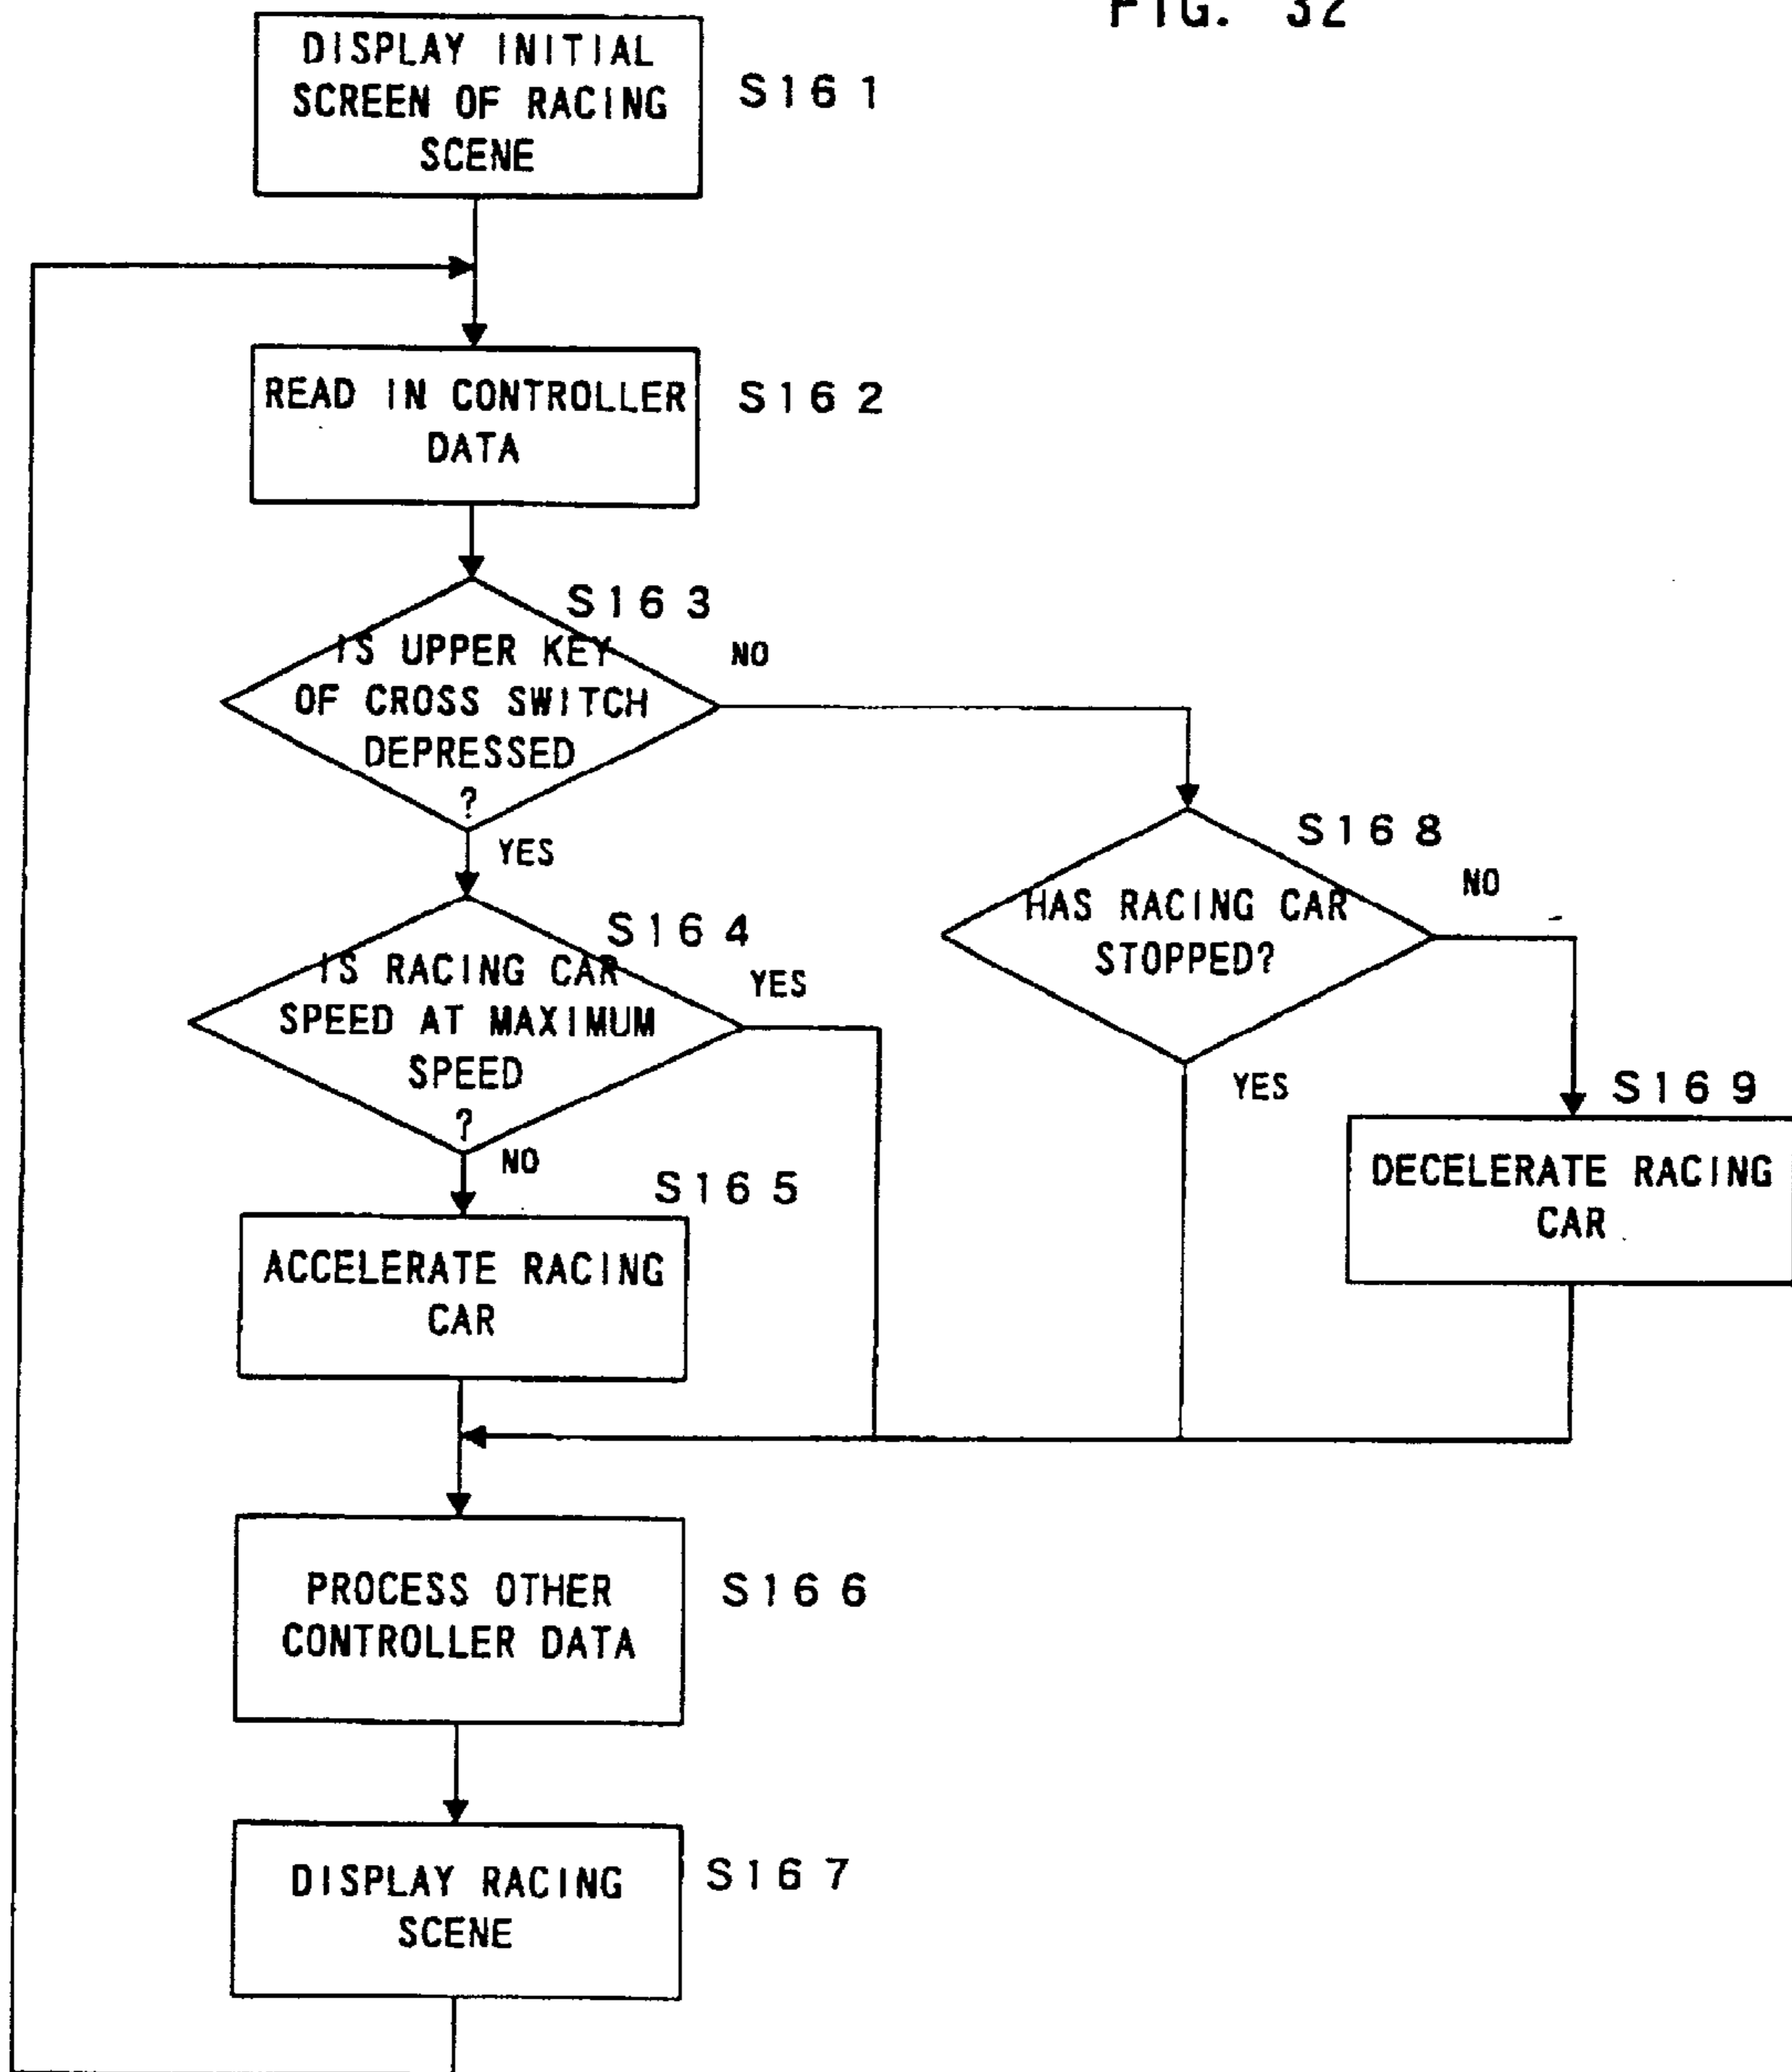 FIG. 32
DISPLAY INITIAL
SCREEN OF RACING
SCENE
S161
READ IN CONTROLLER
DATA
S162
S163
IS UPPER KEY
OF CROSS SWITCH
DEPRESSED
?
NO
YES
S164
IS RACING CAR
SPEED AT MAXIMUM
SPEED
?
YES
NO
S168
HAS RACING CAR
STOPPED?
NO
YES
S169
DECELERATE RACING
CAR
S165
ACCELERATE RACING
CAR
PROCESS OTHER
CONTROLLER DATA
S166
DISPLAY RACING
SCENE
S167